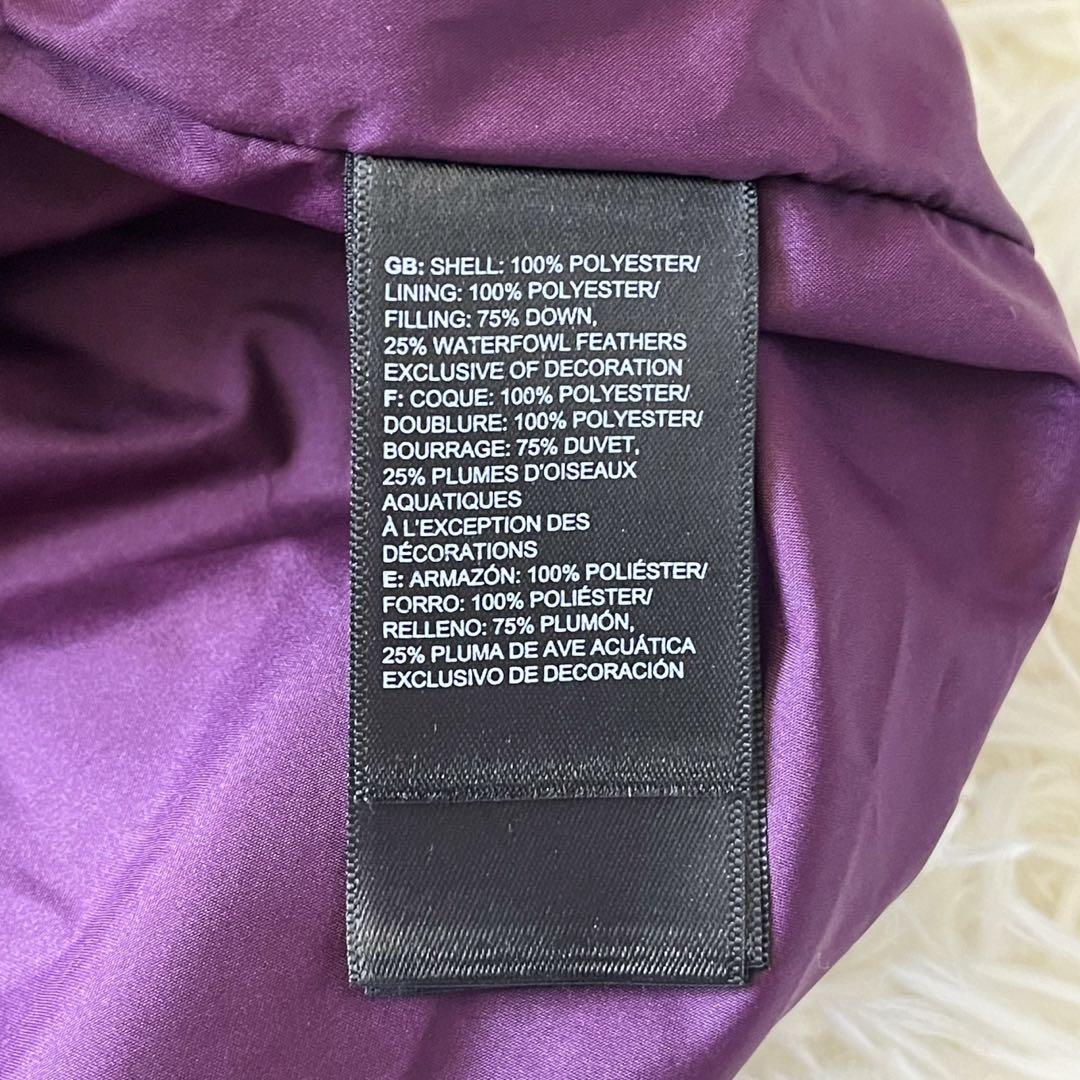 GB: SHELL: 100% POLYESTER/
LINING: 100% POLYESTER/
FILLING: 75% DOWN,
25% WATERFOWL FEATHERS
EXCLUSIVE OF DECORATION
F: COQUE: 100% POLYESTER/
DOUBLURE: 100% POLYESTER/
BOURRAGE: 75% DUVET,
25% PLUMES D'OISEAUX
AQUATIQUES
À L'EXCEPTION DES
DÉCORATIONS
E: ARMAZÓN: 100% POLIÉSTER/
FORRO: 100% POLIÉSTER/
RELLENO: 75% PLUMÓN,
25% PLUMA DE AVE ACUÁTICA
EXCLUSIVO DE DECORACIÓN